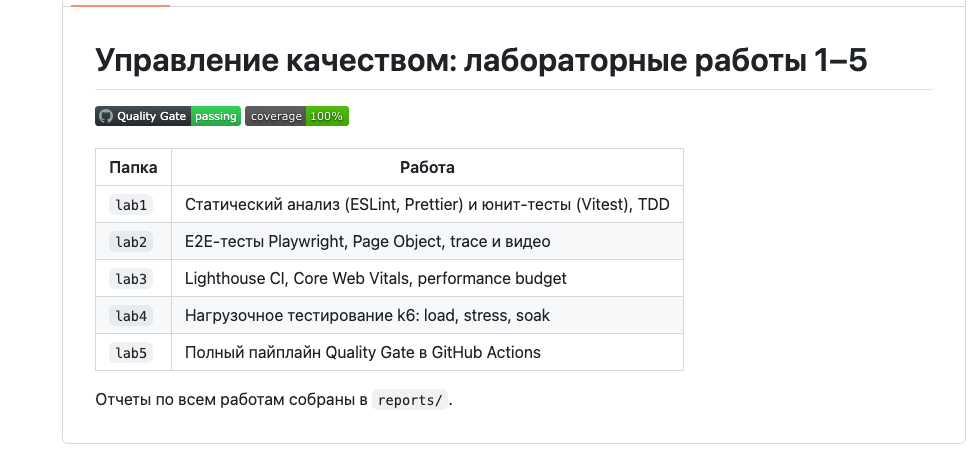 Управление качеством: лабораторные работы 1–5
Quality Gate passing coverage 100%
Папка Работа
lab1 Статический анализ (ESLint, Prettier) и юнит-тесты (Vitest), TDD
lab2 E2E-тесты Playwright, Page Object, trace и видео
lab3 Lighthouse CI, Core Web Vitals, performance budget
lab4 Нагрузочное тестирование k6: load, stress, soak
lab5 Полный пайплайн Quality Gate в GitHub Actions
Отчеты по всем работам собраны в reports/.